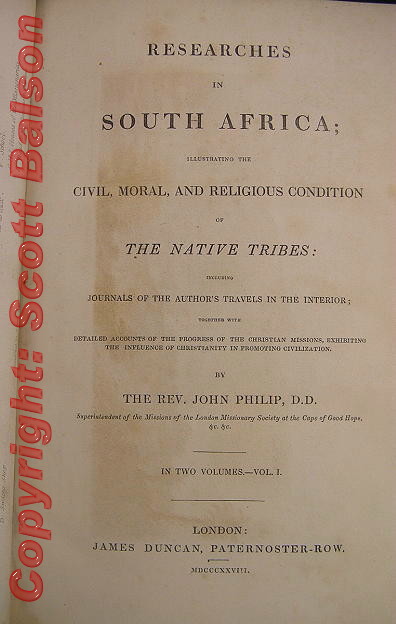 RESEARCHES
IN
SOUTH AFRICA;
ILLUSTRATING THE
CIVIL, MORAL, AND RELIGIOUS CONDITION
OF
THE NATIVE TRIBES:
INCLUDING
JOURNALS OF THE AUTHOR'S TRAVELS IN THE INTERIOR;
TOGETHER WITH
DETAILED ACCOUNTS OF THE PROGRESS OF THE CHRISTIAN MISSIONS, EXHIBITING
THE INFLUENCE OF CHRISTIANITY IN PROMOTING CIVILIZATION.
BY
THE REV. JOHN PHILIP, D.D.
Superintendent of the Missions of the London Missionary Society at the Cape of Good Hope,
&c. &c.
IN TWO VOLUMES.—VOL. I.
LONDON:
JAMES DUNCAN, PATERNOSTER-ROW.
MDCCCXXVIII.
Copyright: Scott Balson